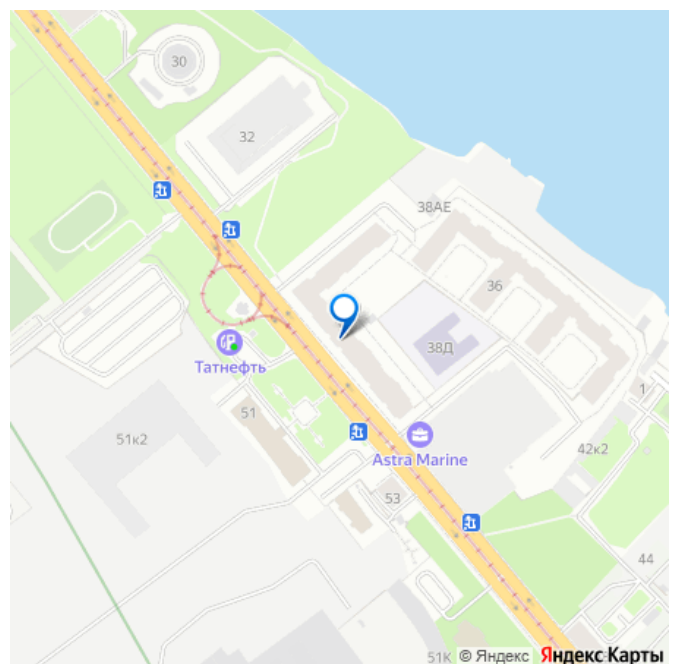 30
32
38АЕ
36
38Д
Татнефть
51
51к2
Astra Marine
1
42к2
53
44
51К
© Яндекс Яндекс Карты